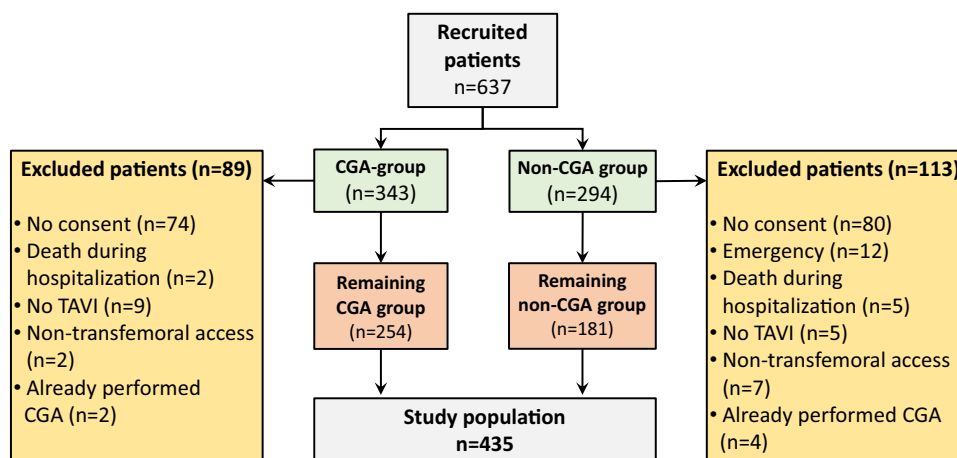 Recruited
patients
n=637
CGA-group
(n=343)
Non-CGA group
(n=294)
Excluded patients (n=89)
• No consent (n=74)
• Death during
hospitalization (n=2)
• No TAVI (n=9)
• Non-transfemoral access
(n=2)
• Already performed
CGA (n=2)
Excluded patients (n=113)
• No consent (n=80)
• Emergency (n=12)
• Death during
hospitalization (n=5)
• No TAVI (n=5)
• Non-transfemoral access
(n=7)
• Already performed CGA
(n=4)
Remaining
CGA group
(n=254)
Remaining
non-CGA group
(n=181)
Study population
n=435